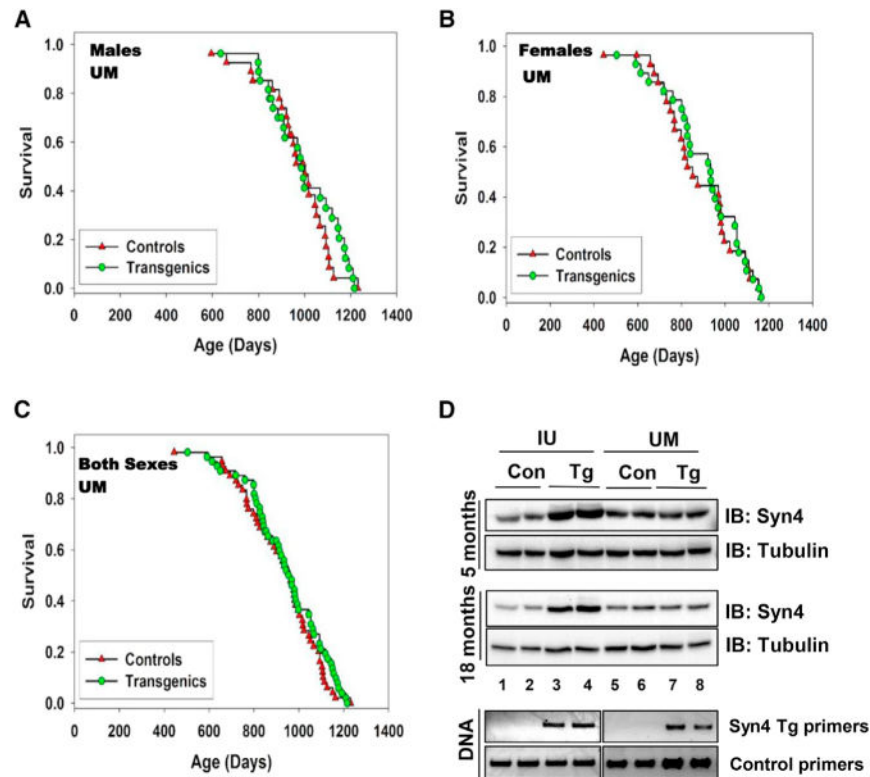 A
Males
UM
Survival
1.0
0.8
0.6
0.4
0.2
0.0
Controls
Transgenics
0 200 400 600 800 1000 1200 1400
Age (Days)
B
Females
UM
Survival
1.0
0.8
0.6
0.4
0.2
0.0
Controls
Transgenics
0 200 400 600 800 1000 1200 1400
Age (Days)
C
Both Sexes
UM
Survival
1.0
0.8
0.6
0.4
0.2
0.0
Controls
Transgenics
0 200 400 600 800 1000 1200 1400
Age (Days)
D
IU UM
Con Tg Con Tg
5 months
IB: Syn4
IB: Tubulin
18 months
IB: Syn4
IB: Tubulin
1 2 3 4 5 6 7 8
DNA
Syn4 Tg primers
Control primers